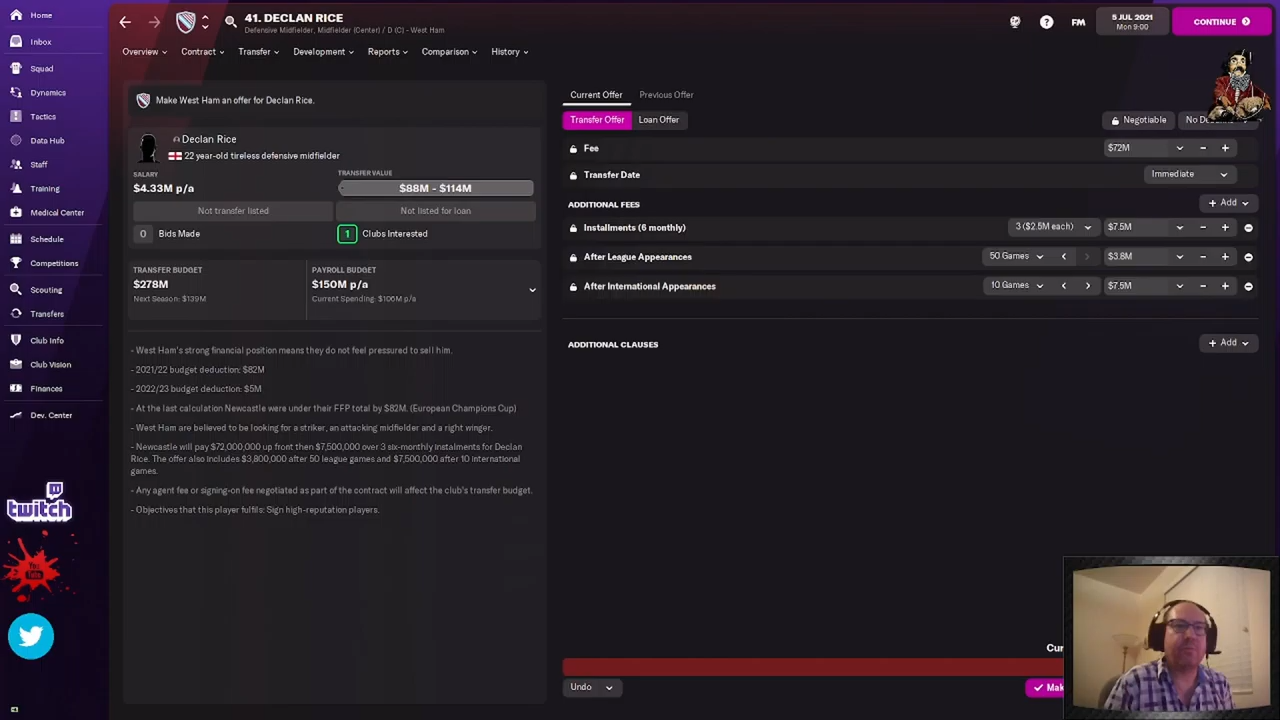 Home
Inbox
Squad
Dynamics
Tactics
Data Hub
Staff
Training
Medical Center
Schedule
Competitions
Scouting
Transfers
Club Info
Club Vision
Finances
Dev. Center
twitch
You
Tube
41. DECLAN RICE
Defensive Midfielder, Midfielder (Center) / D (C) - West Ham
FM
5 JUL 2021
Mon 9:00
CONTINUE
Overview
Contract
Transfer
Development
Reports
Comparison
History
Make West Ham an offer for Declan Rice.
Declan Rice
22 year-old tireless defensive midfielder
SALARY
$4.33M p/a
TRANSFER VALUE
$88M - $114M
Not transfer listed
Not listed for loan
0 Bids Made
1 Clubs Interested
TRANSFER BUDGET
$278M
Next Season: $139M
PAYROLL BUDGET
$150M p/a
Current Spending: $106M p/a
- West Ham's strong financial position means they do not feel pressured to sell him.
- 2021/22 budget deduction: $82M
- 2022/23 budget deduction: $5M
- At the last calculation Newcastle were under their FFP total by $82M. (European Champions Cup)
- West Ham are believed to be looking for a striker, an attacking midfielder and a right winger.
- Newcastle will pay $72,000,000 up front then $7,500,000 over 3 six-monthly instalments for Declan
Rice. The offer also includes $3,800,000 after 50 league games and $7,500,000 after 10 international
games.
- Any agent fee or signing-on fee negotiated as part of the contract will affect the club's transfer budget.
- Objectives that this player fulfils: Sign high-reputation players.
Current Offer
Previous Offer
Transfer Offer
Loan Offer
Negotiable
Fee
$72M
Transfer Date
Immediate
ADDITIONAL FEES
Add
Installments (6 monthly)
3 ($2.5M each)
$7.5M
After League Appearances
50 Games
$3.8M
After International Appearances
10 Games
$7.5M
ADDITIONAL CLAUSES
Add
Undo